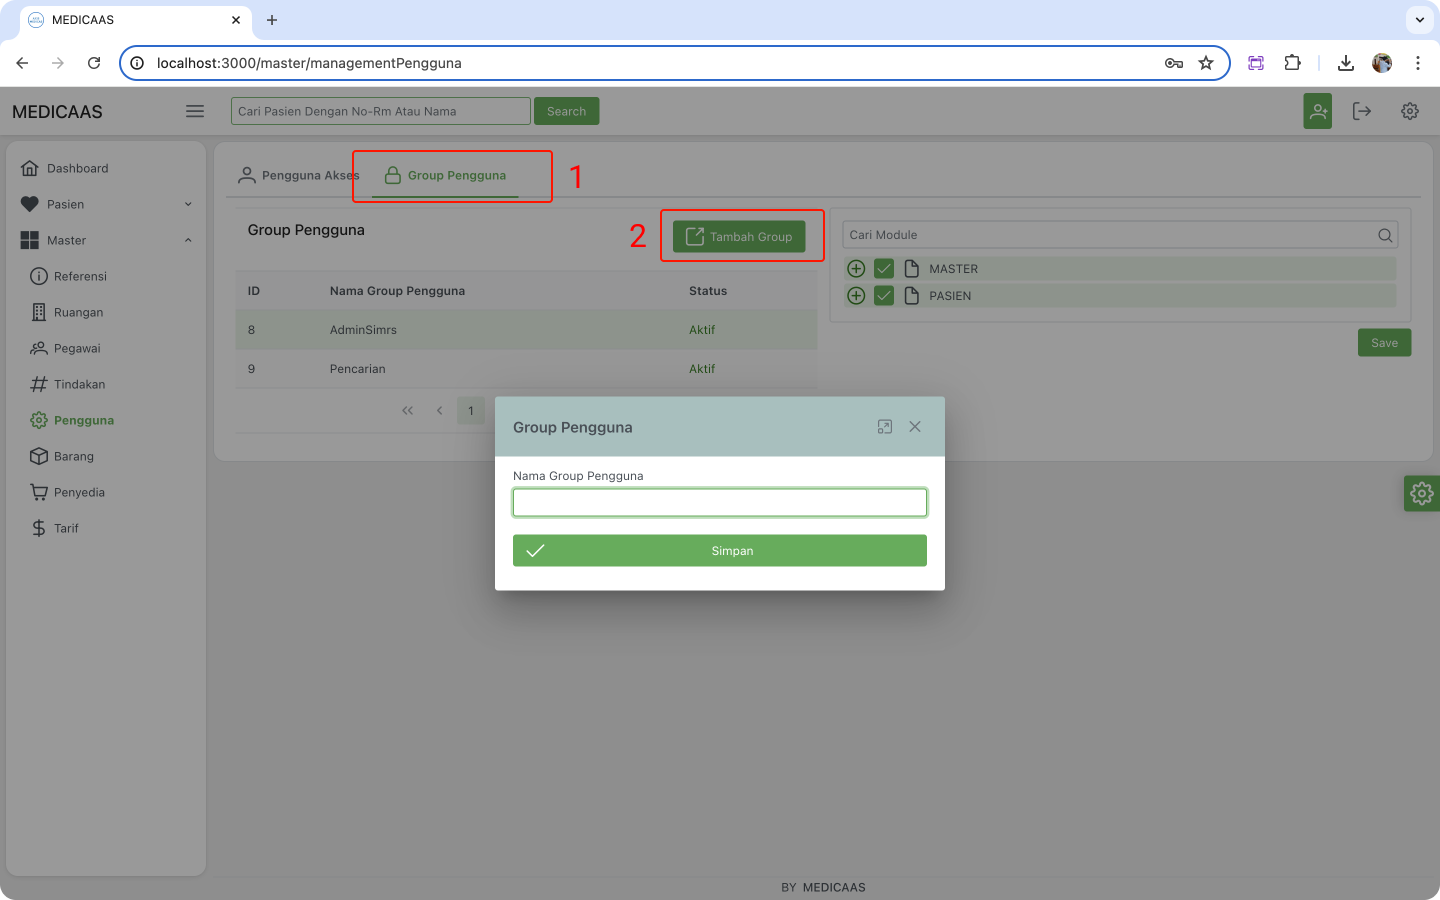 MEDICAAS
localhost:3000/master/managementPengguna
MEDICAAS
Cari Pasien Dengan No-Rm Atau Nama
Search
Dashboard
Pasien
Master
Referensi
Ruangan
Pegawai
Tindakan
Pengguna
Barang
Penyedia
Tarif
Pengguna Akses
Group Pengguna
1
Group Pengguna
2
Tambah Group
ID Nama Group Pengguna Status
8 AdminSimrs Aktif
9 Pencarian Aktif
1
Cari Module
MASTER
PASIEN
Save
Group Pengguna
Nama Group Pengguna
Simpan
BY MEDICAAS